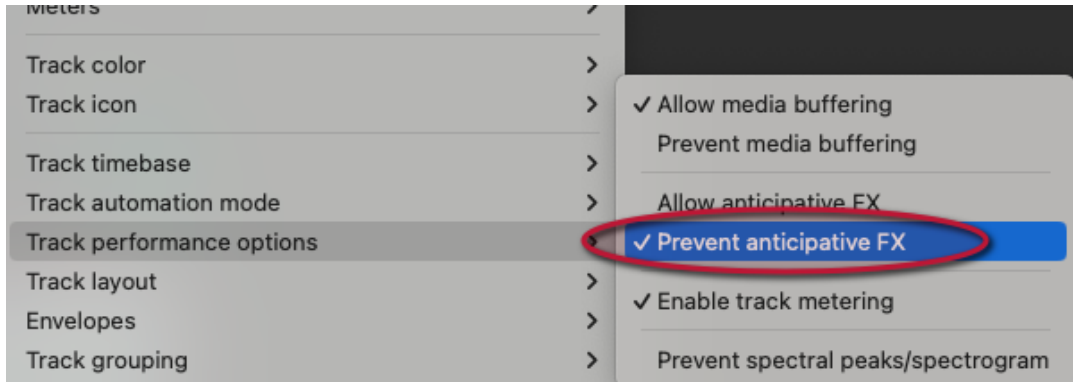 Meters
Track color
Track icon
Track timebase
Track automation mode
Track performance options
Track layout
Envelopes
Track grouping
Allow media buffering
Prevent media buffering
Allow anticipative FX
Prevent anticipative FX
Enable track metering
Prevent spectral peaks/spectrogram